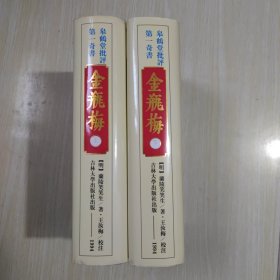 皋鶴堂批評
第一奇書
金瓶梅
【明】蘭陵笑笑生·著·王汝梅·校注
吉林大學出版社出版
1994
皋鶴堂批評
第一奇書
金瓶梅
【明】蘭陵笑笑生·著·王汝梅·校注
吉林大學出版社出版
1994